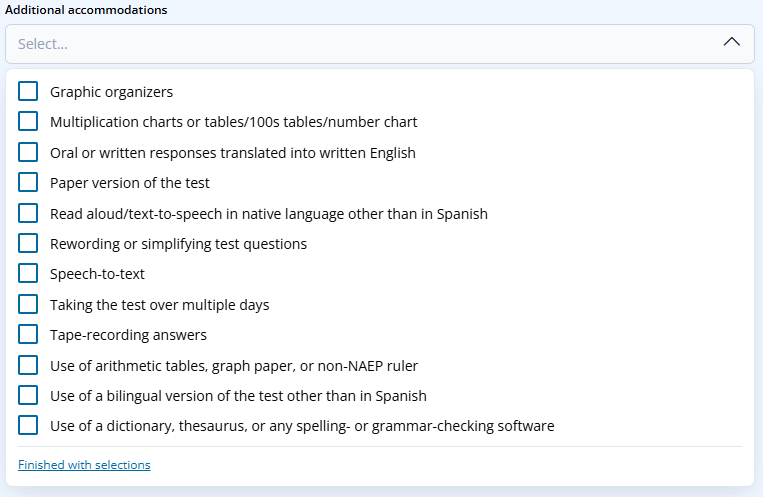 Additional accommodations
Select...
Graphic organizers
Multiplication charts or tables/100s tables/number chart
Oral or written responses translated into written English
Paper version of the test
Read aloud/text-to-speech in native language other than in Spanish
Rewording or simplifying test questions
Speech-to-text
Taking the test over multiple days
Tape-recording answers
Use of arithmetic tables, graph paper, or non-NAEP ruler
Use of a bilingual version of the test other than in Spanish
Use of a dictionary, thesaurus, or any spelling- or grammar-checking software
Finished with selections